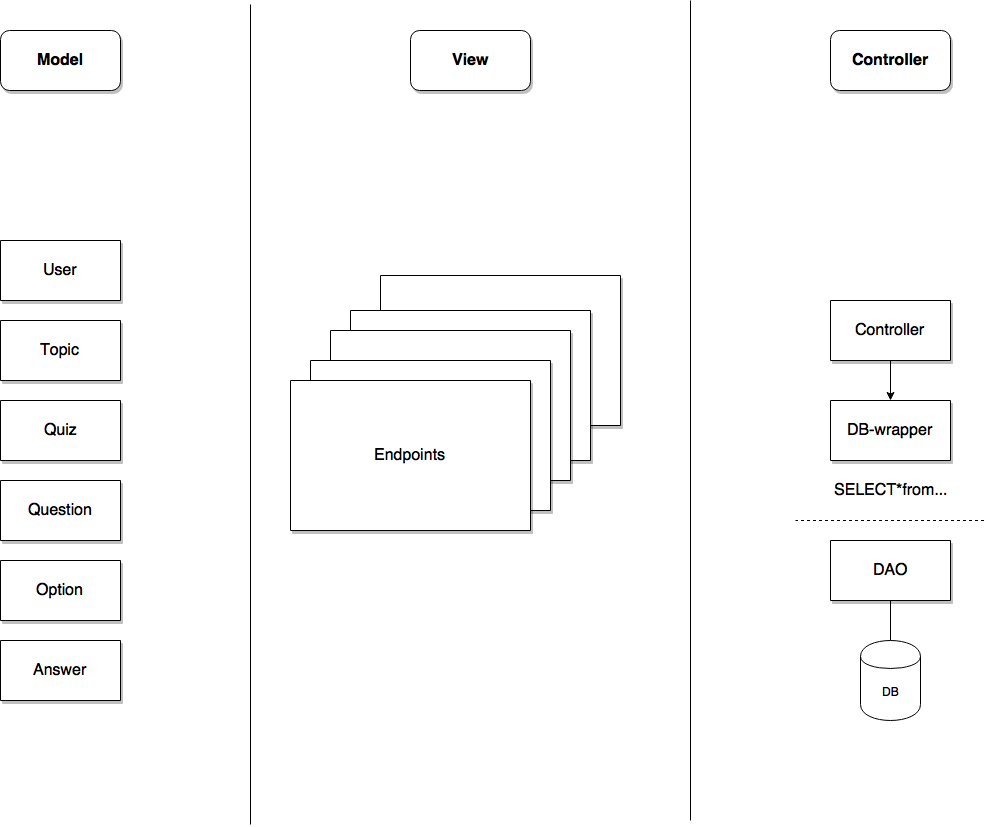 Model
View
Controller
User
Topic
Quiz
Question
Option
Answer
Endpoints
Controller
DB-wrapper
SELECT*from...
DAO
DB